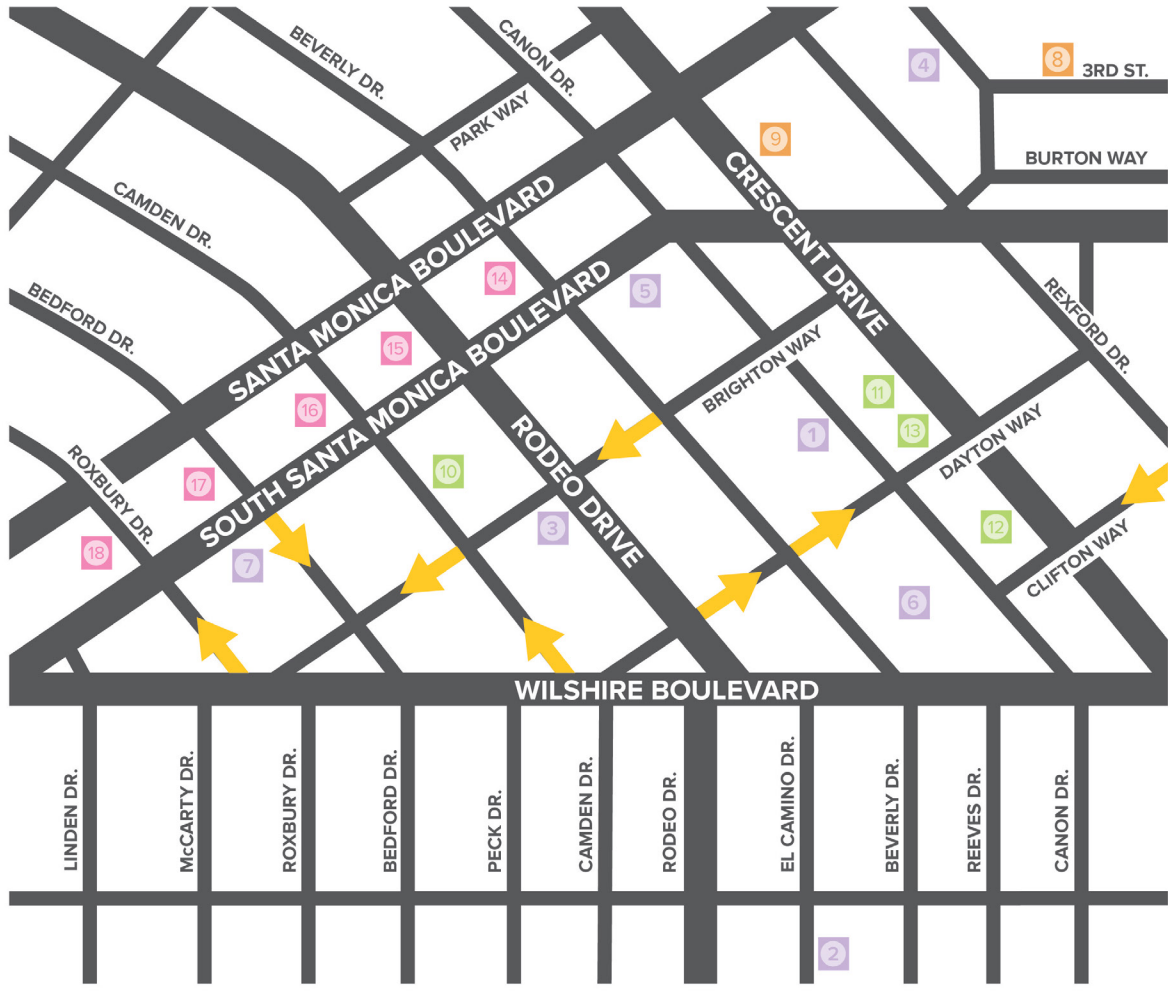 BEVERLY DR.
CANON DR.
4
8
3RD ST.
PARK WAY
9
BURTON WAY
CRESCENT DRIVE
CAMDEN DR.
SANTA MONICA BOULEVARD
14
5
BEDFORD DR.
REXFORD DR.
SOUTH SANTA MONICA BOULEVARD
15
BRIGHTON WAY
16
11
RODEO DRIVE
1
13
DAYTON WAY
ROXBURY DR.
10
17
3
12
18
7
CLIFTON WAY
6
WILSHIRE BOULEVARD
LINDEN DR.
McCARTY DR.
ROXBURY DR.
BEDFORD DR.
PECK DR.
CAMDEN DR.
RODEO DR.
EL CAMINO DR.
BEVERLY DR.
REEVES DR.
CANON DR.
2